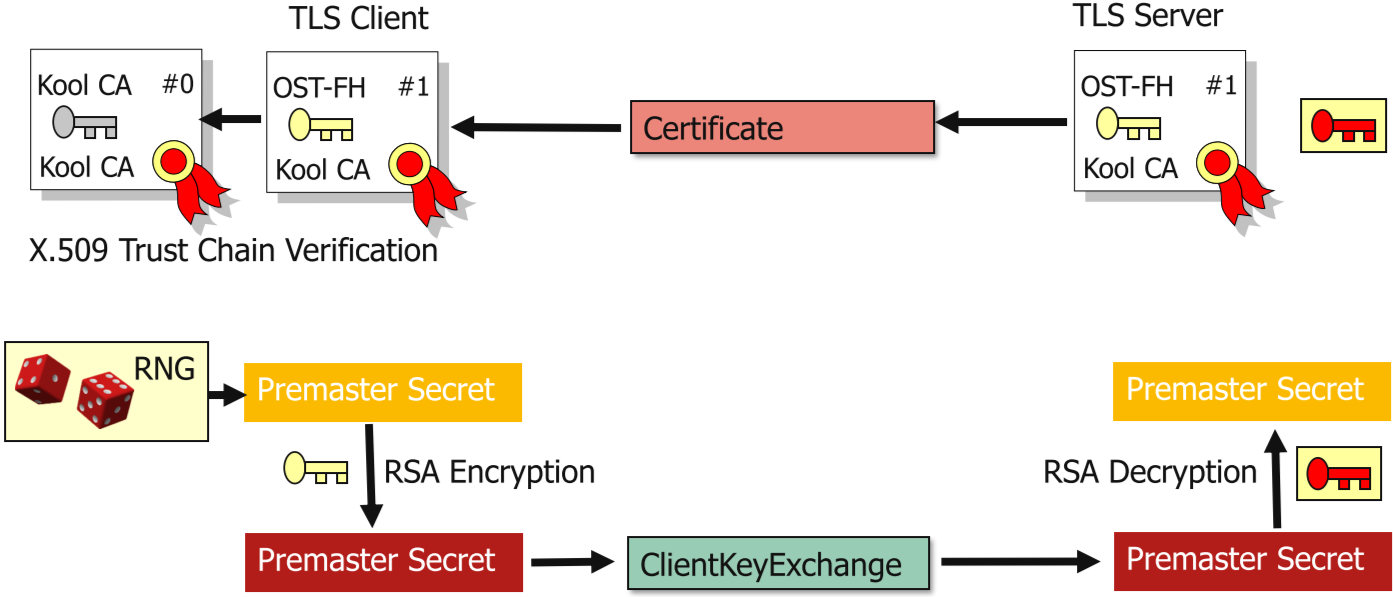 TLS Client
TLS Server
Kool CA #0
Kool CA
OST-FH #1
Kool CA
Certificate
OST-FH #1
Kool CA
X.509 Trust Chain Verification
RNG
Premaster Secret
Premaster Secret
RSA Encryption
RSA Decryption
Premaster Secret
ClientKeyExchange
Premaster Secret